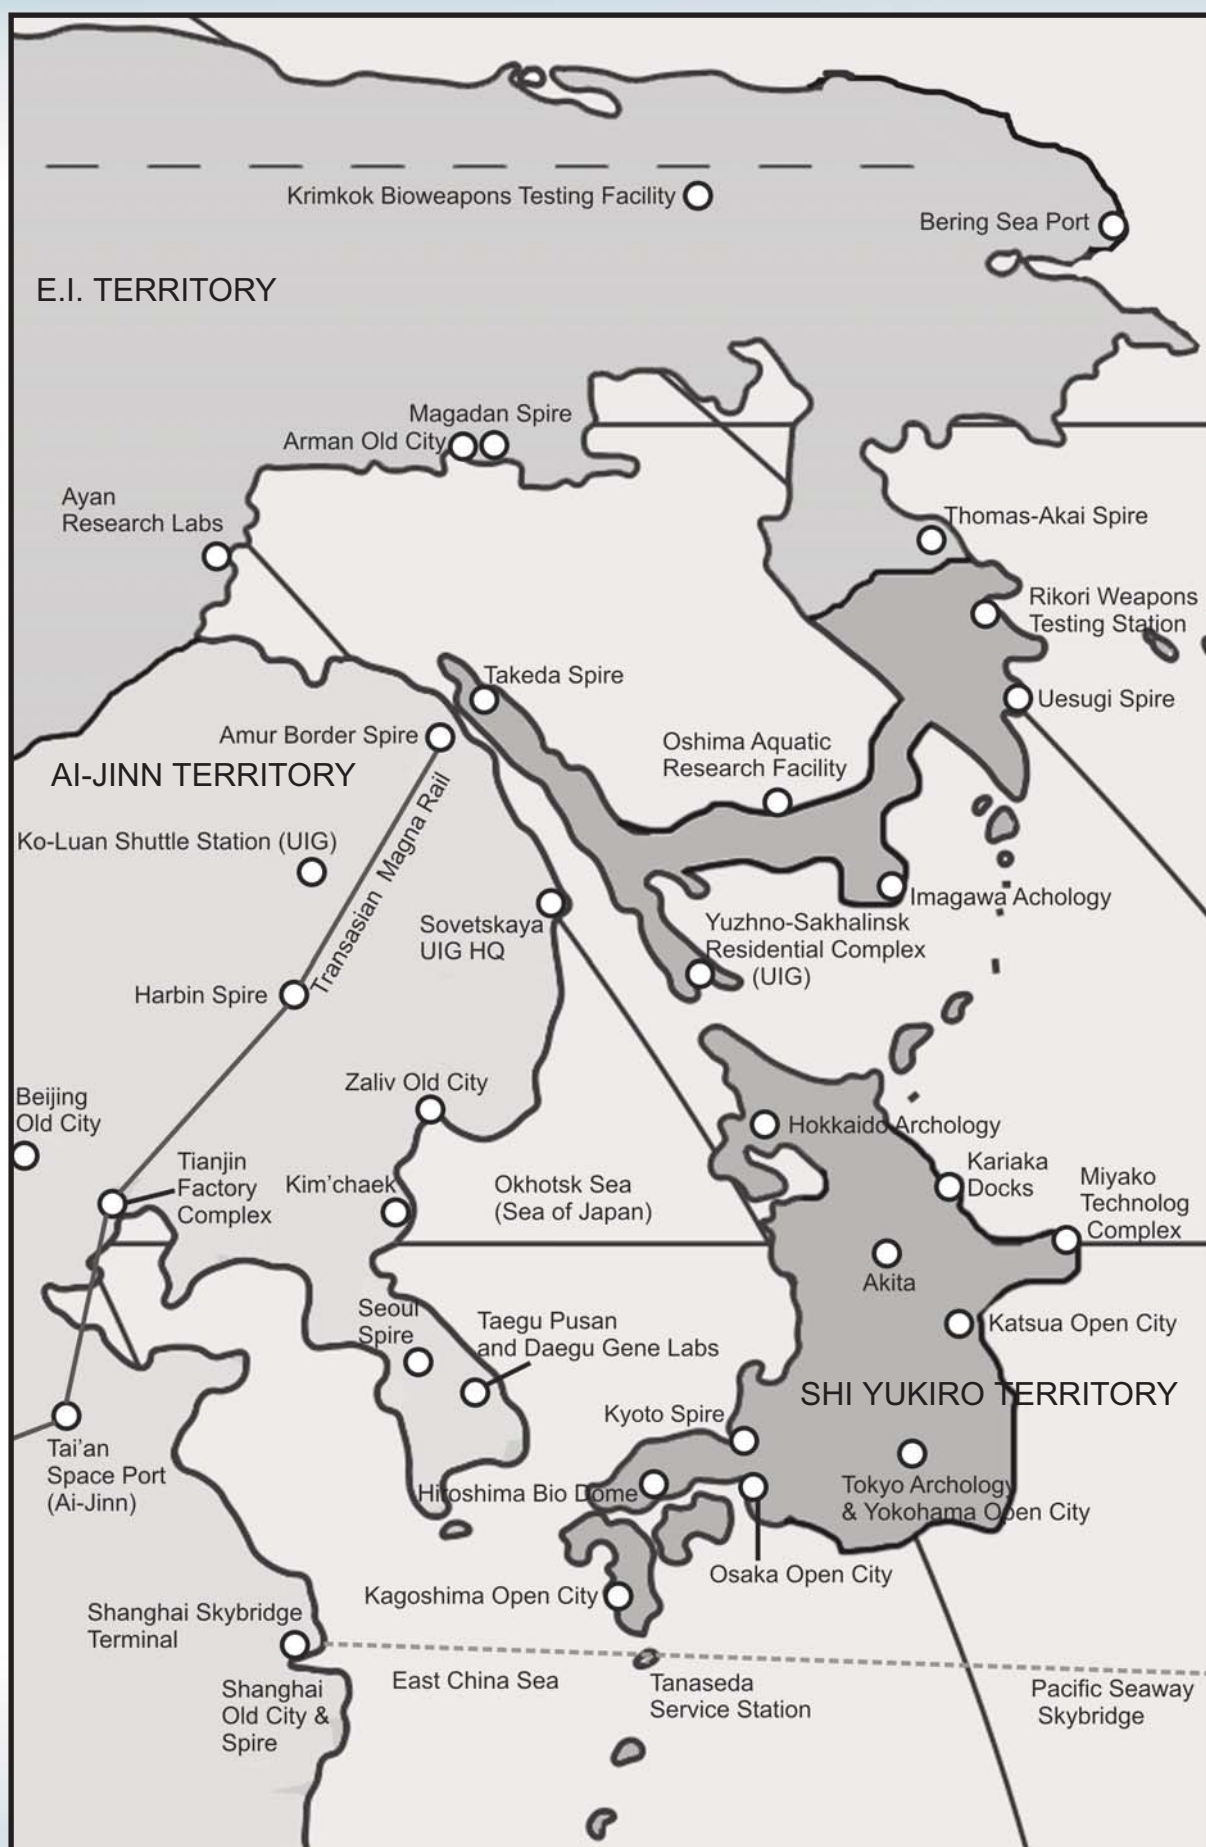 Krimkok Bioweapons Testing Facility
Bering Sea Port
E.I. TERRITORY
Magadan Spire
Arman Old City
Ayan
Research Labs
Thomas-Akai Spire
Rikori Weapons
Testing Station
Takeda Spire
Uesugi Spire
Amur Border Spire
Oshima Aquatic
Research Facility
AI-JINN TERRITORY
Transasian Magna Rail
Ko-Luan Shuttle Station (UIG)
Imagawa Achology
Sovetskaya
UIG HQ
Yuzhno-Sakhalinsk
Residential Complex
(UIG)
Harbin Spire
Zaliv Old City
Beijing
Old City
Hokkaido Archology
Tianjin
Factory
Complex
Kim'chaek
Okhotsk Sea
(Sea of Japan)
Kariaka
Docks
Miyako
Technolog
Complex
Akita
Seoul
Spire
Taegu Pusan
and Daegu Gene Labs
Katsua Open City
SHI YUKIRO TERRITORY
Kyoto Spire
Tai'an
Space Port
(Ai-Jinn)
Hiroshima Bio Dome
Tokyo Archology
& Yokohama Open City
Osaka Open City
Kagoshima Open City
Shanghai Skybridge
Terminal
East China Sea
Tanaseda
Service Station
Pacific Seaway
Skybridge
Shanghai
Old City &
Spire